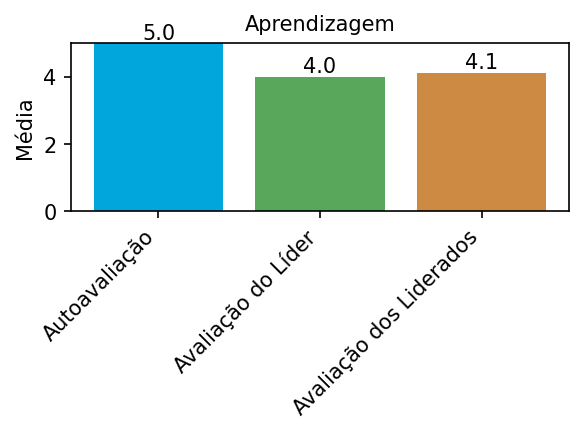 Aprendizagem
5.0
4.0
4.1
Média
4
2
0
Autoavaliação
Avaliação do Líder
Avaliação dos Liderados